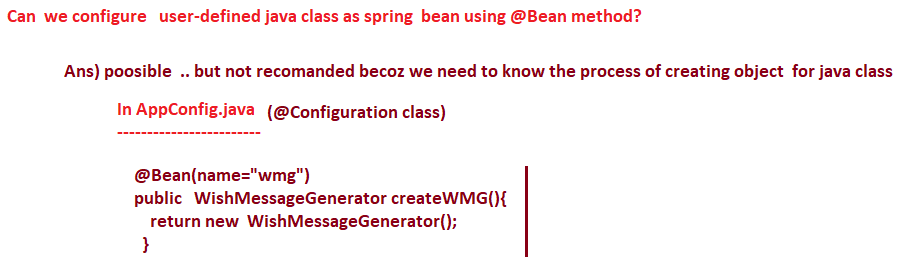 Can we configure user-defined java class as spring bean using @Bean method?
Ans) poosible .. but not recomanded becoz we need to know the process of creating object for java class
In AppConfig.java (@Configuration class)
------------------------
@Bean(name="wmg")
public WishMessageGenerator createWMG(){
return new WishMessageGenerator();
}